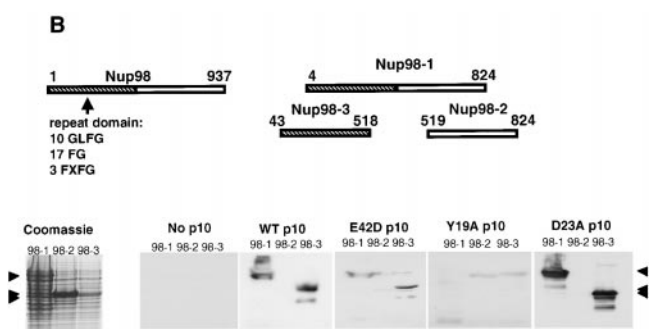 B
1 Nup98 937
repeat domain:
10 GLFG
17 FG
3 FXFG
Nup98-1
4 824
Nup98-3
43 518
Nup98-2
519 824
Coomassie
98-1 98-2 98-3
No p10
98-1 98-2 98-3
WT p10
98-1 98-2 98-3
E42D p10
98-1 98-2 98-3
Y19A p10
98-1 98-2 98-3
D23A p10
98-1 98-2 98-3